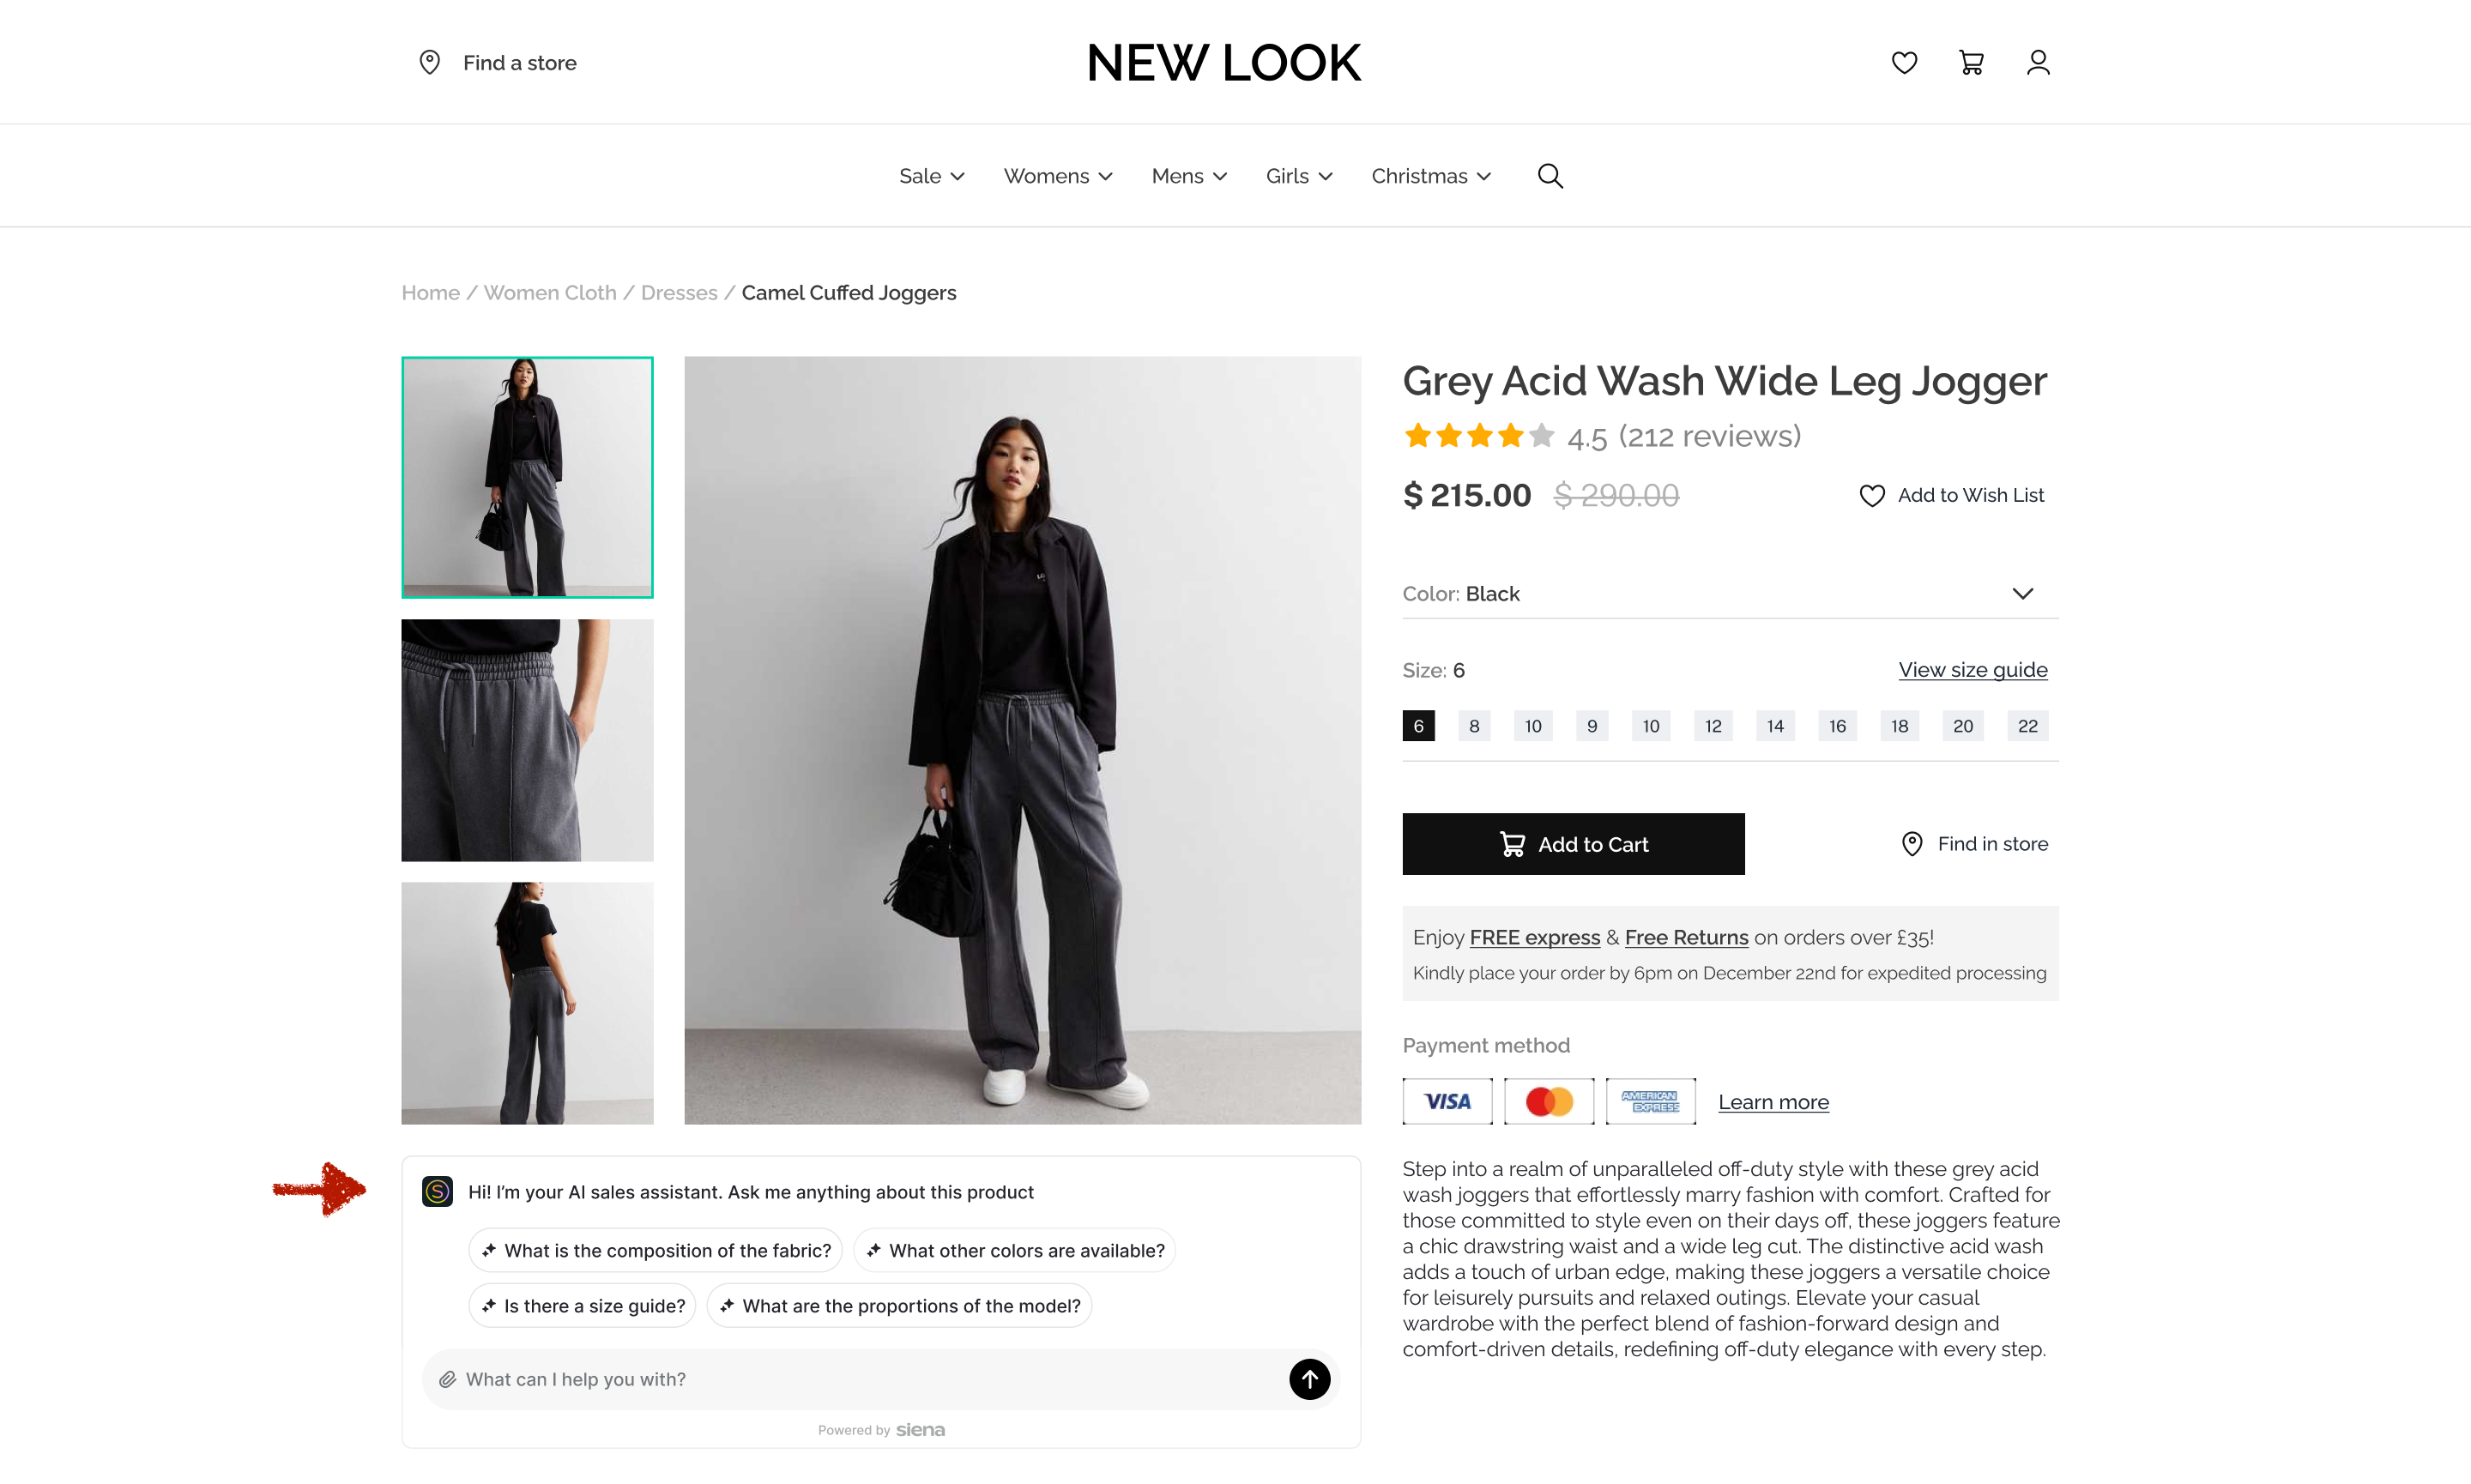 Find a store
NEW LOOK
Sale Womens Mens Girls Christmas
Home / Women Cloth / Dresses / Camel Cuffed Joggers
Grey Acid Wash Wide Leg Jogger
4.5 (212 reviews)
$ 215.00 $ 290.00 Add to Wish List
Color: Black
Size: 6 View size guide
6 8 10 9 10 12 14 16 18 20 22
Add to Cart Find in store
Enjoy FREE express & Free Returns on orders over £35!
Kindly place your order by 6pm on December 22nd for expedited processing
Payment method
VISA AMERICAN EXPRESS Learn more
Step into a realm of unparalleled off-duty style with these grey acid
wash joggers that effortlessly marry fashion with comfort. Crafted for
those committed to style even on their days off, these joggers feature
a chic drawstring waist and a wide leg cut. The distinctive acid wash
adds a touch of urban edge, making these joggers a versatile choice
for leisurely pursuits and relaxed outings. Elevate your casual
wardrobe with the perfect blend of fashion-forward design and
comfort-driven details, redefining off-duty elegance with every step.
Hi! I'm your AI sales assistant. Ask me anything about this product
What is the composition of the fabric? What other colors are available?
Is there a size guide? What are the proportions of the model?
What can I help you with?
Powered by siena